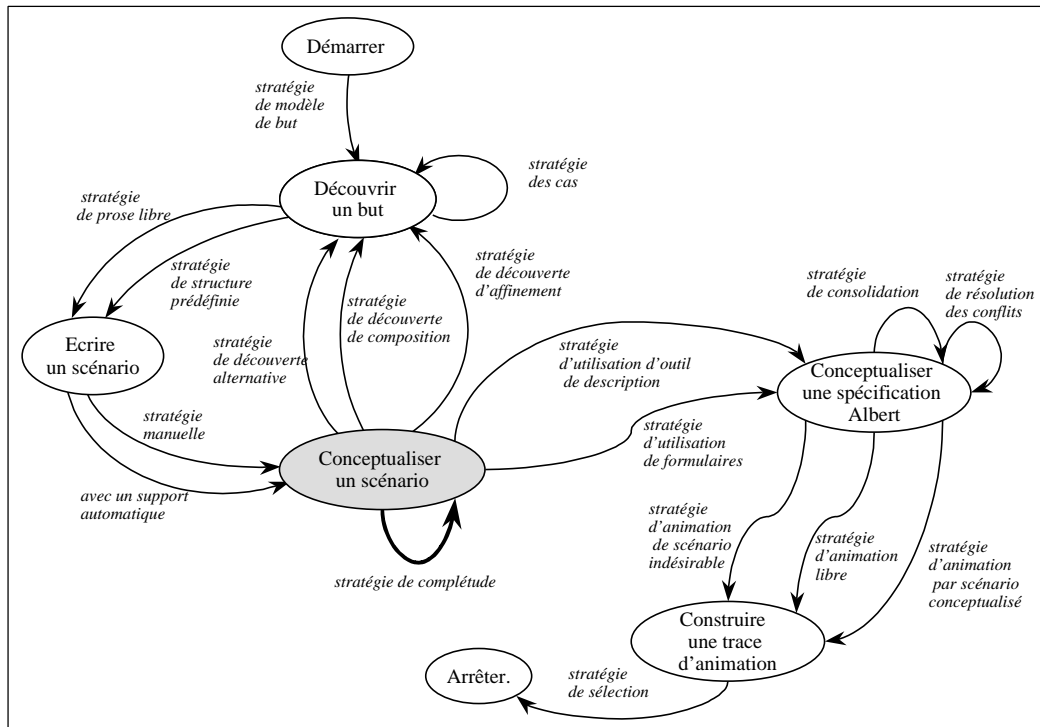 Démarrer
stratégie
de modèle
de but
Découvrir
un but
stratégie
des cas
stratégie
de prose libre
stratégie
de structure
prédéfinie
stratégie
de découverte
d'affinement
stratégie
de découverte
de composition
stratégie
de découverte
alternative
stratégie
de consolidation
stratégie
de résolution
des conflits
Ecrire
un scénario
stratégie
d'utilisation d'outil
de description
Conceptualiser
une spécification
Albert
stratégie
manuelle
stratégie
d'utilisation
de formulaires
Conceptualiser
un scénario
avec un support
automatique
stratégie de complétude
stratégie
d'animation
de scénario
indésirable
stratégie
d'animation
libre
stratégie
d'animation
par scénario
conceptualisé
Construire
une trace
d'animation
Arrêter.
stratégie
de sélection